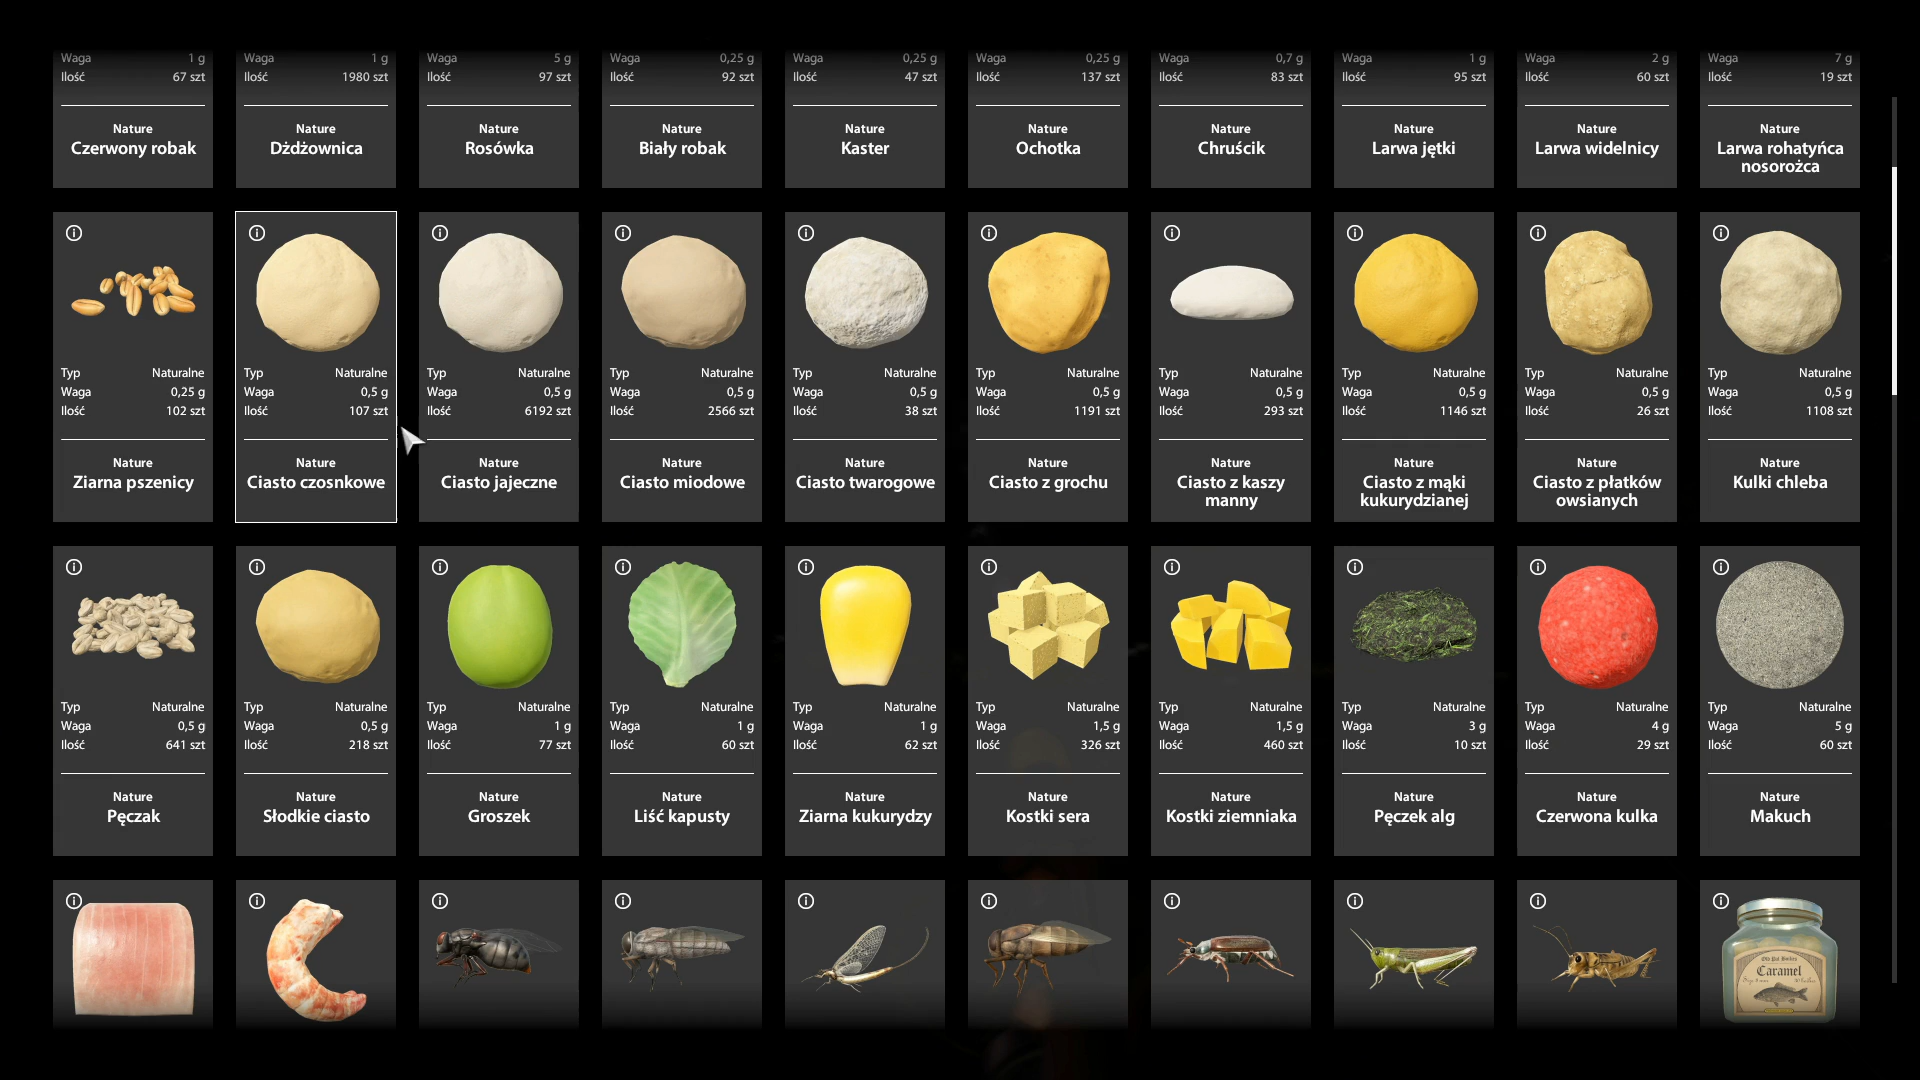 Waga 1 g
Ilość 67 szt
Nature
Czerwony robak
Waga 1 g
Ilość 1980 szt
Nature
Dżdżownica
Waga 5 g
Ilość 97 szt
Nature
Rosówka
Waga 0,25 g
Ilość 92 szt
Nature
Biały robak
Waga 0,25 g
Ilość 47 szt
Nature
Kaster
Waga 0,25 g
Ilość 137 szt
Nature
Ochotka
Waga 0,7 g
Ilość 83 szt
Nature
Chruścik
Waga 1 g
Ilość 95 szt
Nature
Larwa jętki
Waga 2 g
Ilość 60 szt
Nature
Larwa widelnicy
Waga 7 g
Ilość 19 szt
Nature
Larwa rohatyńca
nosorożca
Typ Naturalne
Waga 0,25 g
Ilość 102 szt
Nature
Ziarna pszenicy
Typ Naturalne
Waga 0,5 g
Ilość 107 szt
Nature
Ciasto czosnkowe
Typ Naturalne
Waga 0,5 g
Ilość 6192 szt
Nature
Ciasto jajeczne
Typ Naturalne
Waga 0,5 g
Ilość 2566 szt
Nature
Ciasto miodowe
Typ Naturalne
Waga 0,5 g
Ilość 38 szt
Nature
Ciasto twarogowe
Typ Naturalne
Waga 0,5 g
Ilość 1191 szt
Nature
Ciasto z grochu
Typ Naturalne
Waga 0,5 g
Ilość 293 szt
Nature
Ciasto z kaszy
manny
Typ Naturalne
Waga 0,5 g
Ilość 1146 szt
Nature
Ciasto z mąki
kukurydzianej
Typ Naturalne
Waga 0,5 g
Ilość 26 szt
Nature
Ciasto z płatków
owsianych
Typ Naturalne
Waga 0,5 g
Ilość 1108 szt
Nature
Kulki chleba
Typ Naturalne
Waga 0,5 g
Ilość 641 szt
Nature
Pęczak
Typ Naturalne
Waga 0,5 g
Ilość 218 szt
Nature
Słodkie ciasto
Typ Naturalne
Waga 1 g
Ilość 77 szt
Nature
Groszek
Typ Naturalne
Waga 1 g
Ilość 60 szt
Nature
Liść kapusty
Typ Naturalne
Waga 1 g
Ilość 62 szt
Nature
Ziarna kukurydzy
Typ Naturalne
Waga 1,5 g
Ilość 326 szt
Nature
Kostki sera
Typ Naturalne
Waga 1,5 g
Ilość 460 szt
Nature
Kostki ziemniaka
Typ Naturalne
Waga 3 g
Ilość 10 szt
Nature
Pęczek alg
Typ Naturalne
Waga 4 g
Ilość 29 szt
Nature
Czerwona kulka
Typ Naturalne
Waga 5 g
Ilość 60 szt
Nature
Makuch
Caramel